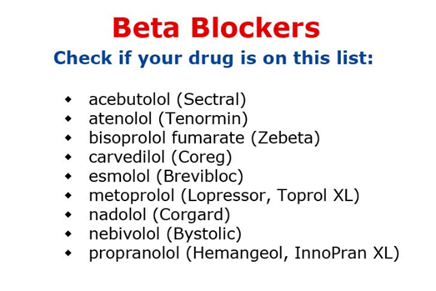 Beta Blockers
Check if your drug is on this list:
◆ acebutolol (Sectral)
◆ atenolol (Tenormin)
◆ bisoprolol fumarate (Zebeta)
◆ carvedilol (Coreg)
◆ esmolol (Brevibloc)
◆ metoprolol (Lopressor, Toprol XL)
◆ nadolol (Corgard)
◆ nebivolol (Bystolic)
◆ propranolol (Hemangeol, InnoPran XL)